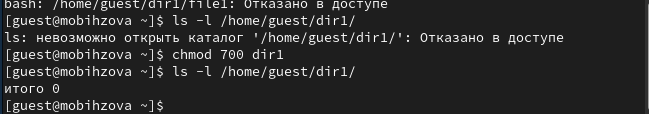 bash: /home/guest/dir1/file1: Отказано в доступе
[guest@mobihzova ~]$ ls -l /home/guest/dir1/
ls: невозможно открыть каталог '/home/guest/dir1/': Отказано в доступе
[guest@mobihzova ~]$ chmod 700 dir1
[guest@mobihzova ~]$ ls -l /home/guest/dir1/
итого 0
[guest@mobihzova ~]$